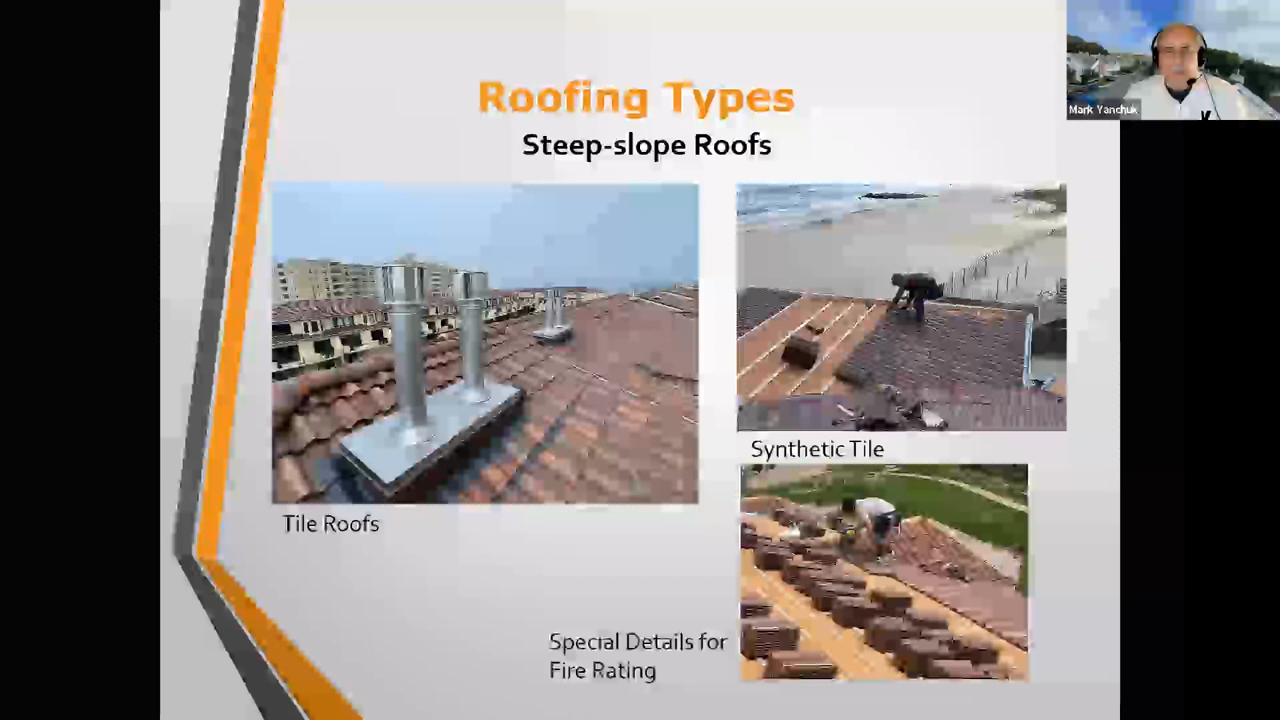 Roofing Types
Steep-slope Roofs
Mark Yanchuk
Synthetic Tile
Tile Roofs
Special Details for
Fire Rating